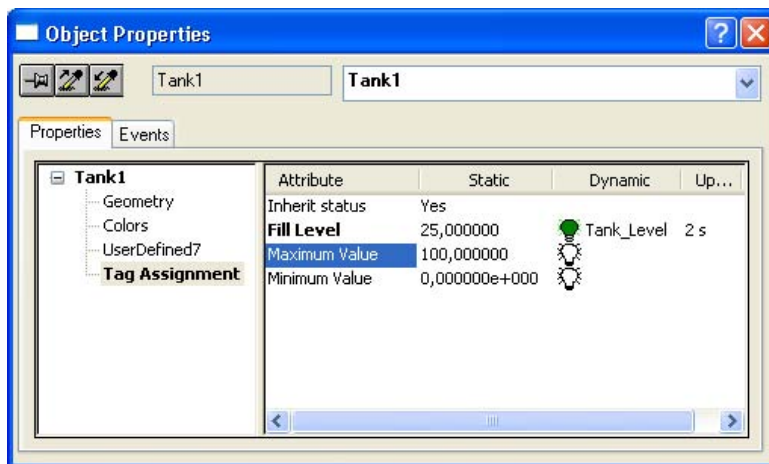 Object Properties
Tank1 Tank1
Properties Events
Tank1
Geometry
Colors
UserDefined7
Tag Assignment
Attribute Static Dynamic Up...
Inherit status Yes
Fill Level 25,000000 Tank_Level 2 s
Maximum Value 100,000000
Minimum Value 0,000000e+000